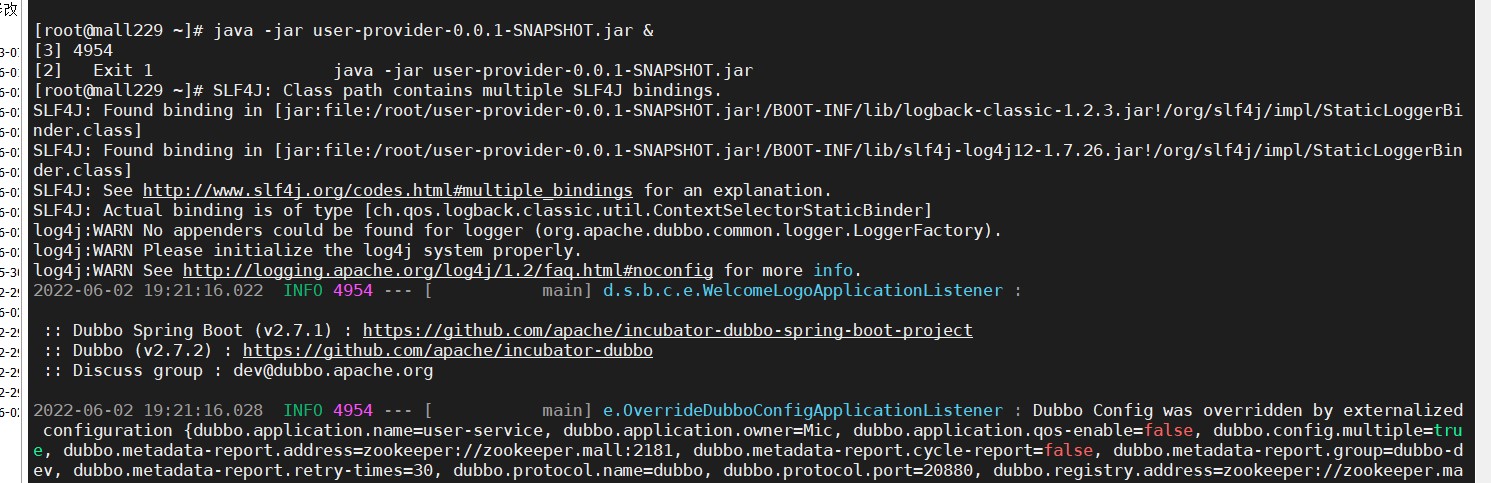 [root@mall229 ~]# java -jar user-provider-0.0.1-SNAPSHOT.jar &
[3] 4954
[2]   Exit 1                  java -jar user-provider-0.0.1-SNAPSHOT.jar
[root@mall229 ~]# SLF4J: Class path contains multiple SLF4J bindings.
SLF4J: Found binding in [jar:file:/root/user-provider-0.0.1-SNAPSHOT.jar!/BOOT-INF/lib/logback-classic-1.2.3.jar!/org/slf4j/impl/StaticLoggerBi
nder.class]
SLF4J: Found binding in [jar:file:/root/user-provider-0.0.1-SNAPSHOT.jar!/BOOT-INF/lib/slf4j-log4j12-1.7.26.jar!/org/slf4j/impl/StaticLoggerBin
der.class]
SLF4J: See http://www.slf4j.org/codes.html#multiple_bindings for an explanation.
SLF4J: Actual binding is of type [ch.qos.logback.classic.util.ContextSelectorStaticBinder]
log4j:WARN No appenders could be found for logger (org.apache.dubbo.common.logger.LoggerFactory).
log4j:WARN Please initialize the log4j system properly.
log4j:WARN See http://logging.apache.org/log4j/1.2/faq.html#noconfig for more info.
2022-06-02 19:21:16.022  INFO 4954 --- [           main] d.s.b.c.e.WelcomeLogoApplicationListener :
 :: Dubbo Spring Boot (v2.7.1) : https://github.com/apache/incubator-dubbo-spring-boot-project
 :: Dubbo (v2.7.2) : https://github.com/apache/incubator-dubbo
 :: Discuss group : dev@dubbo.apache.org
2022-06-02 19:21:16.028  INFO 4954 --- [           main] e.OverrideDubboConfigApplicationListener : Dubbo Config was overridden by externalized
 configuration {dubbo.application.name=user-service, dubbo.application.owner=Mic, dubbo.application.qos-enable=false, dubbo.config.multiple=tru
e, dubbo.metadata-report.address=zookeeper://zookeeper.mall:2181, dubbo.metadata-report.cycle-report=false, dubbo.metadata-report.group=dubbo-d
ev, dubbo.metadata-report.retry-times=30, dubbo.protocol.name=dubbo, dubbo.protocol.port=20880, dubbo.registry.address=zookeeper://zookeeper.ma